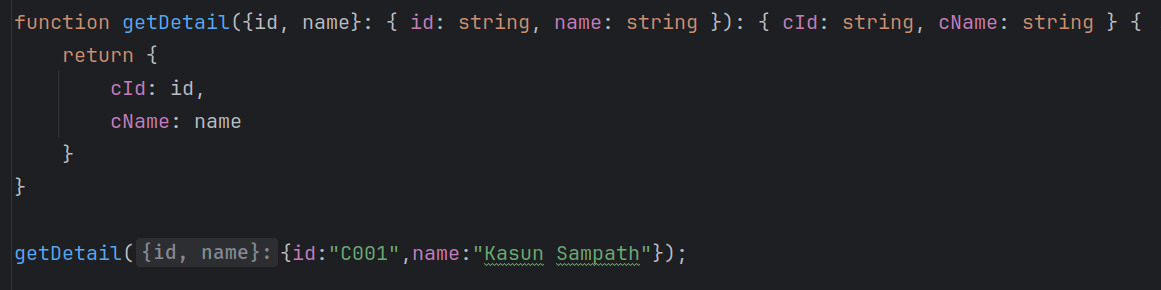 function getDetail({id, name}: { id: string, name: string }): { cId: string, cName: string } {
    return {
        cId: id,
        cName: name
    }
}
getDetail( {id, name}: {id:"C001",name:"Kasun Sampath"});